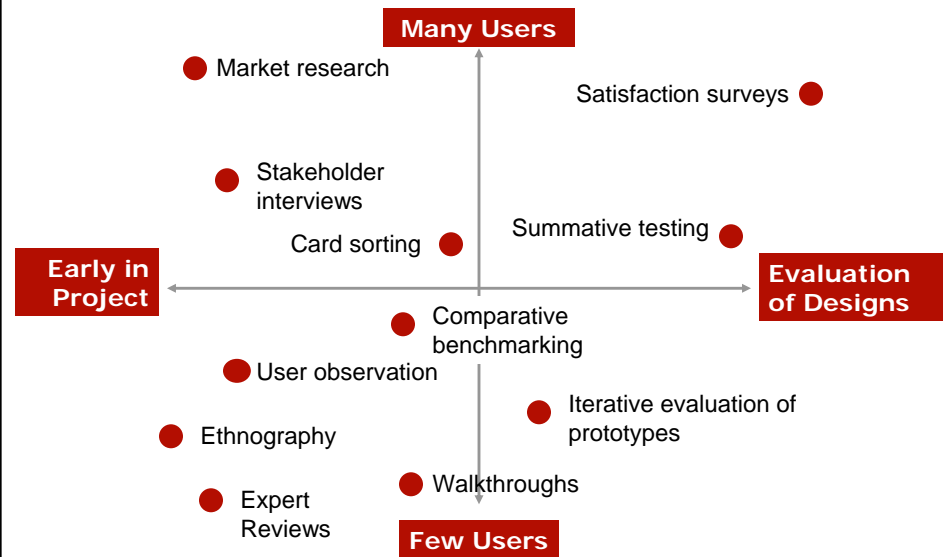 Many Users
Market research
Satisfaction surveys
Stakeholder
interviews
Summative testing
Card sorting
Early in
Project
Evaluation
of Designs
Comparative
benchmarking
User observation
Iterative evaluation of
prototypes
Ethnography
Walkthroughs
Expert
Reviews
Few Users